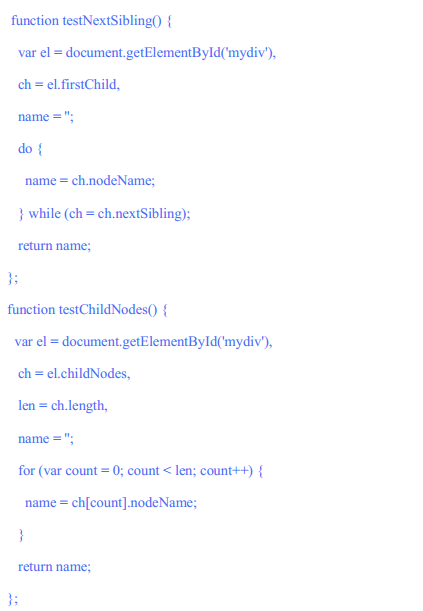 function testNextSibling() {
var el = document.getElementById('mydiv'),
ch = el.firstChild,
name = '';
do {
name = ch.nodeName;
} while (ch = ch.nextSibling);
return name;
};
function testChildNodes() {
var el = document.getElementById('mydiv'),
ch = el.childNodes,
len = ch.length,
name = '';
for (var count = 0; count < len; count++) {
name = ch[count].nodeName;
}
return name;
};